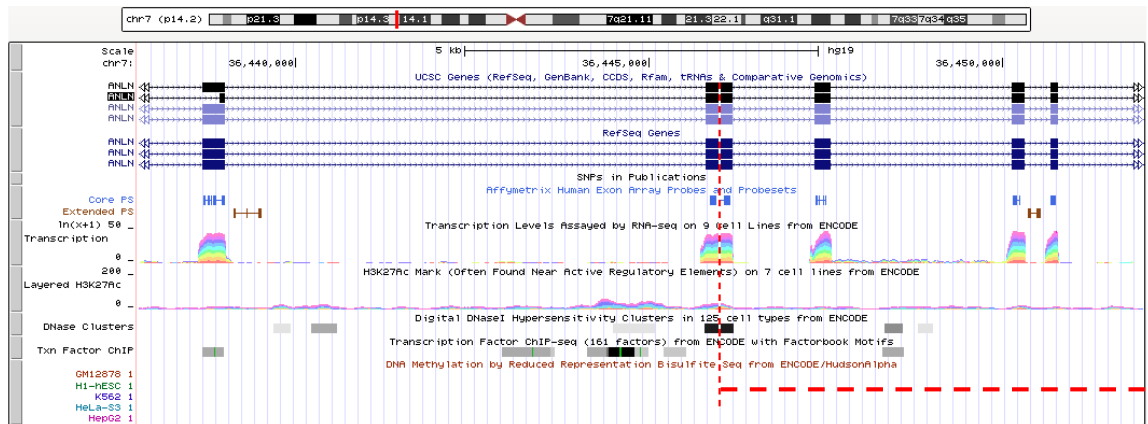 chr7 (p14.2) p21.3 p14.3 14.1 7q21.11 21.3 22.1 q31.1 7q33 7q34 q35
Scale 5 kb hg19
chr7: 36,440,000 36,445,000 36,450,000
UCSC Genes (RefSeq, GenBank, CCDS, Rfam, tRNAs & Comparative Genomics)
ANLN
ANLN
ANLN
ANLN
RefSeq Genes
ANLN
ANLN
ANLN
SNPs in Publications
Affymetrix Human Exon Array Probes and Probesets
Core PS
Extended PS
ln(x+1) 50 _ Transcription Levels Assayed by RNA-seq on 9 Cell Lines from ENCODE
Transcription
0 _
200 _ H3K27Ac Mark (Often Found Near Active Regulatory Elements) on 7 cell lines from ENCODE
Layered H3K27Ac
0 _
Digital DNaseI Hypersensitivity Clusters in 125 cell types from ENCODE
DNase Clusters
Transcription Factor ChIP-seq (161 factors) from ENCODE with Factorbook Motifs
Txn Factor ChIP
DNA Methylation by Reduced Representation Bisulfite Seq from ENCODE/HudsonAlpha
GM12878 1
H1-hESC 1
K562 1
HeLa-S3 1
HepG2 1